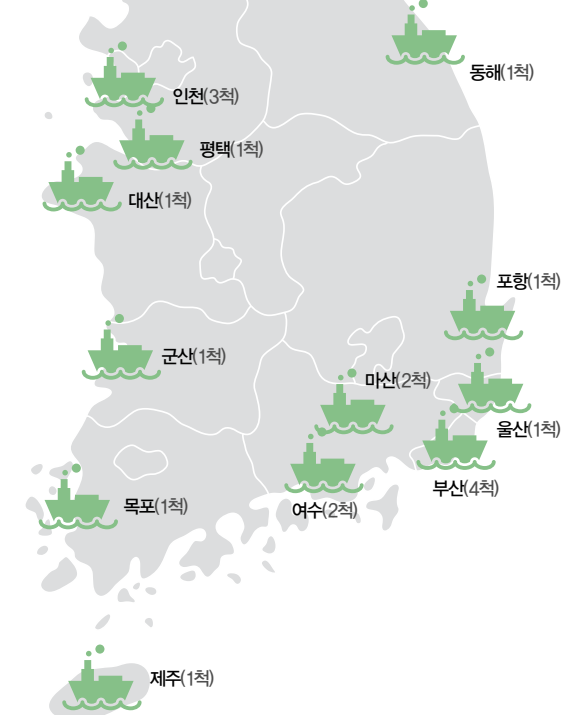 동해(1척)
인천(3척)
평택(1척)
대산(1척)
포항(1척)
군산(1척)
마산(2척)
울산(1척)
부산(4척)
목포(1척)
여수(2척)
제주(1척)